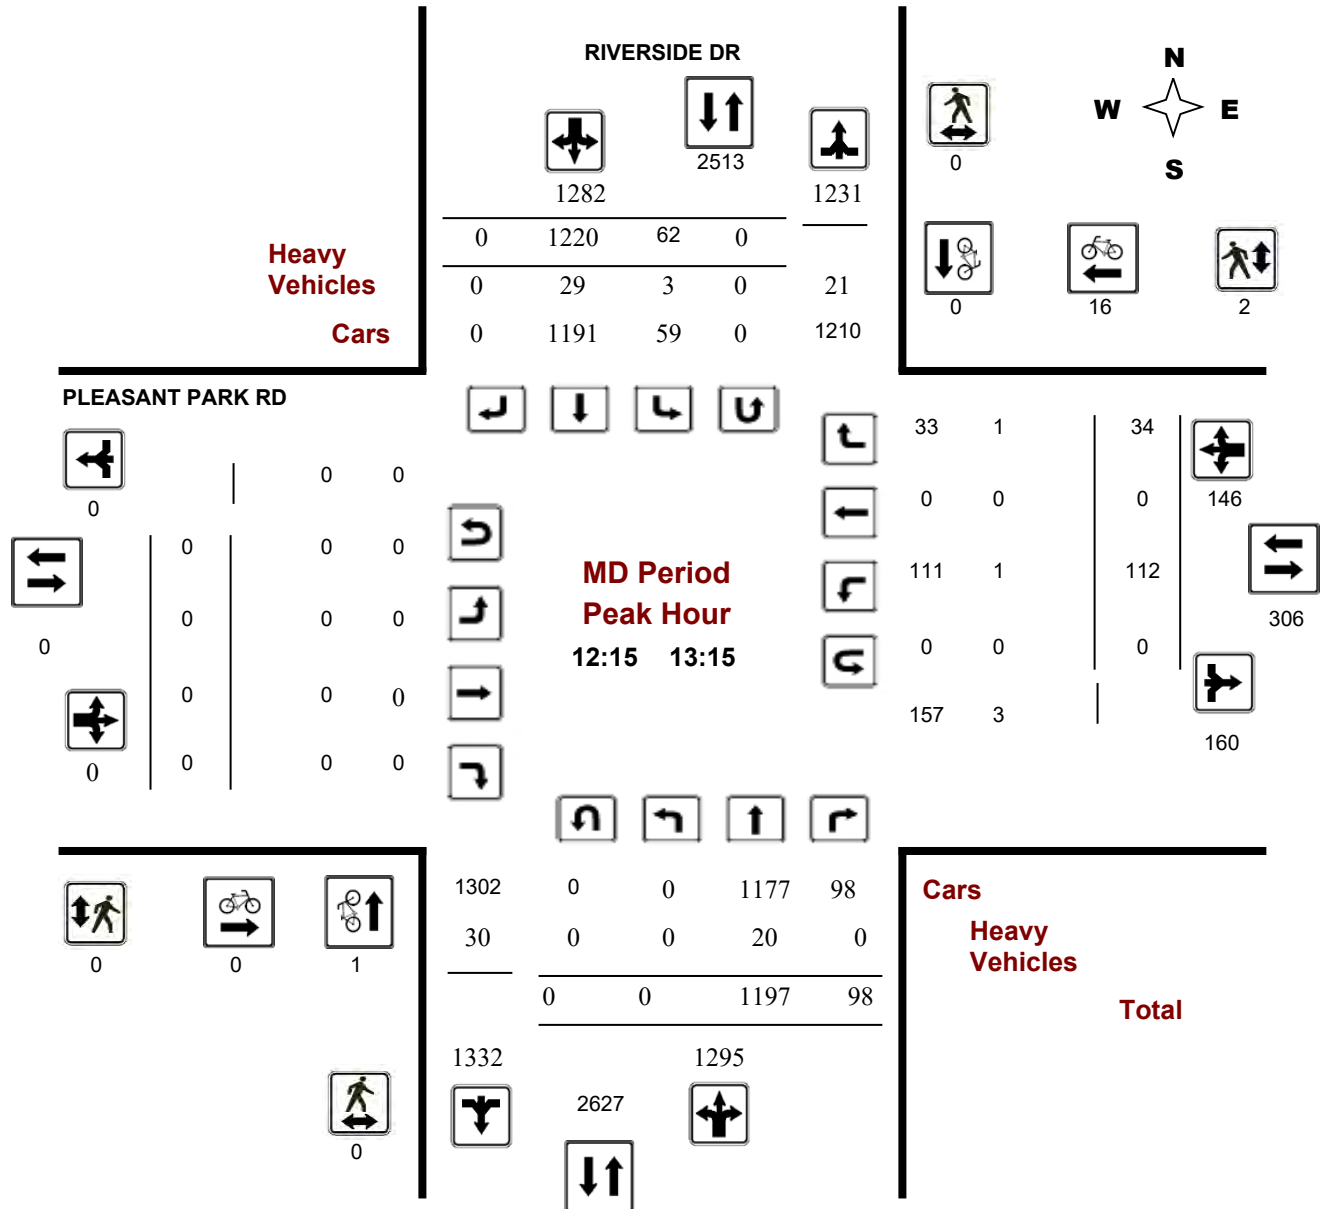 RIVERSIDE DR
N
W E
S
2513
0
1282 1231
0 1220 62 0
Heavy
Vehicles 0 29 3 0 21
0 16 2
Cars 0 1191 59 0 1210
PLEASANT PARK RD
33 1 34
0 0
0
0 0 0 146
0 0 0
MD Period
111 1 112
Peak Hour
0 0 0 306
0
12:15 13:15
0 0 0
0 0 0
157 3
160
0 0 0 0
1302 0 0 1177 98 Cars
30 0 0 20 0 Heavy
Vehicles
0 0 1
0 0 1197 98 Total
1332 1295
2627
0